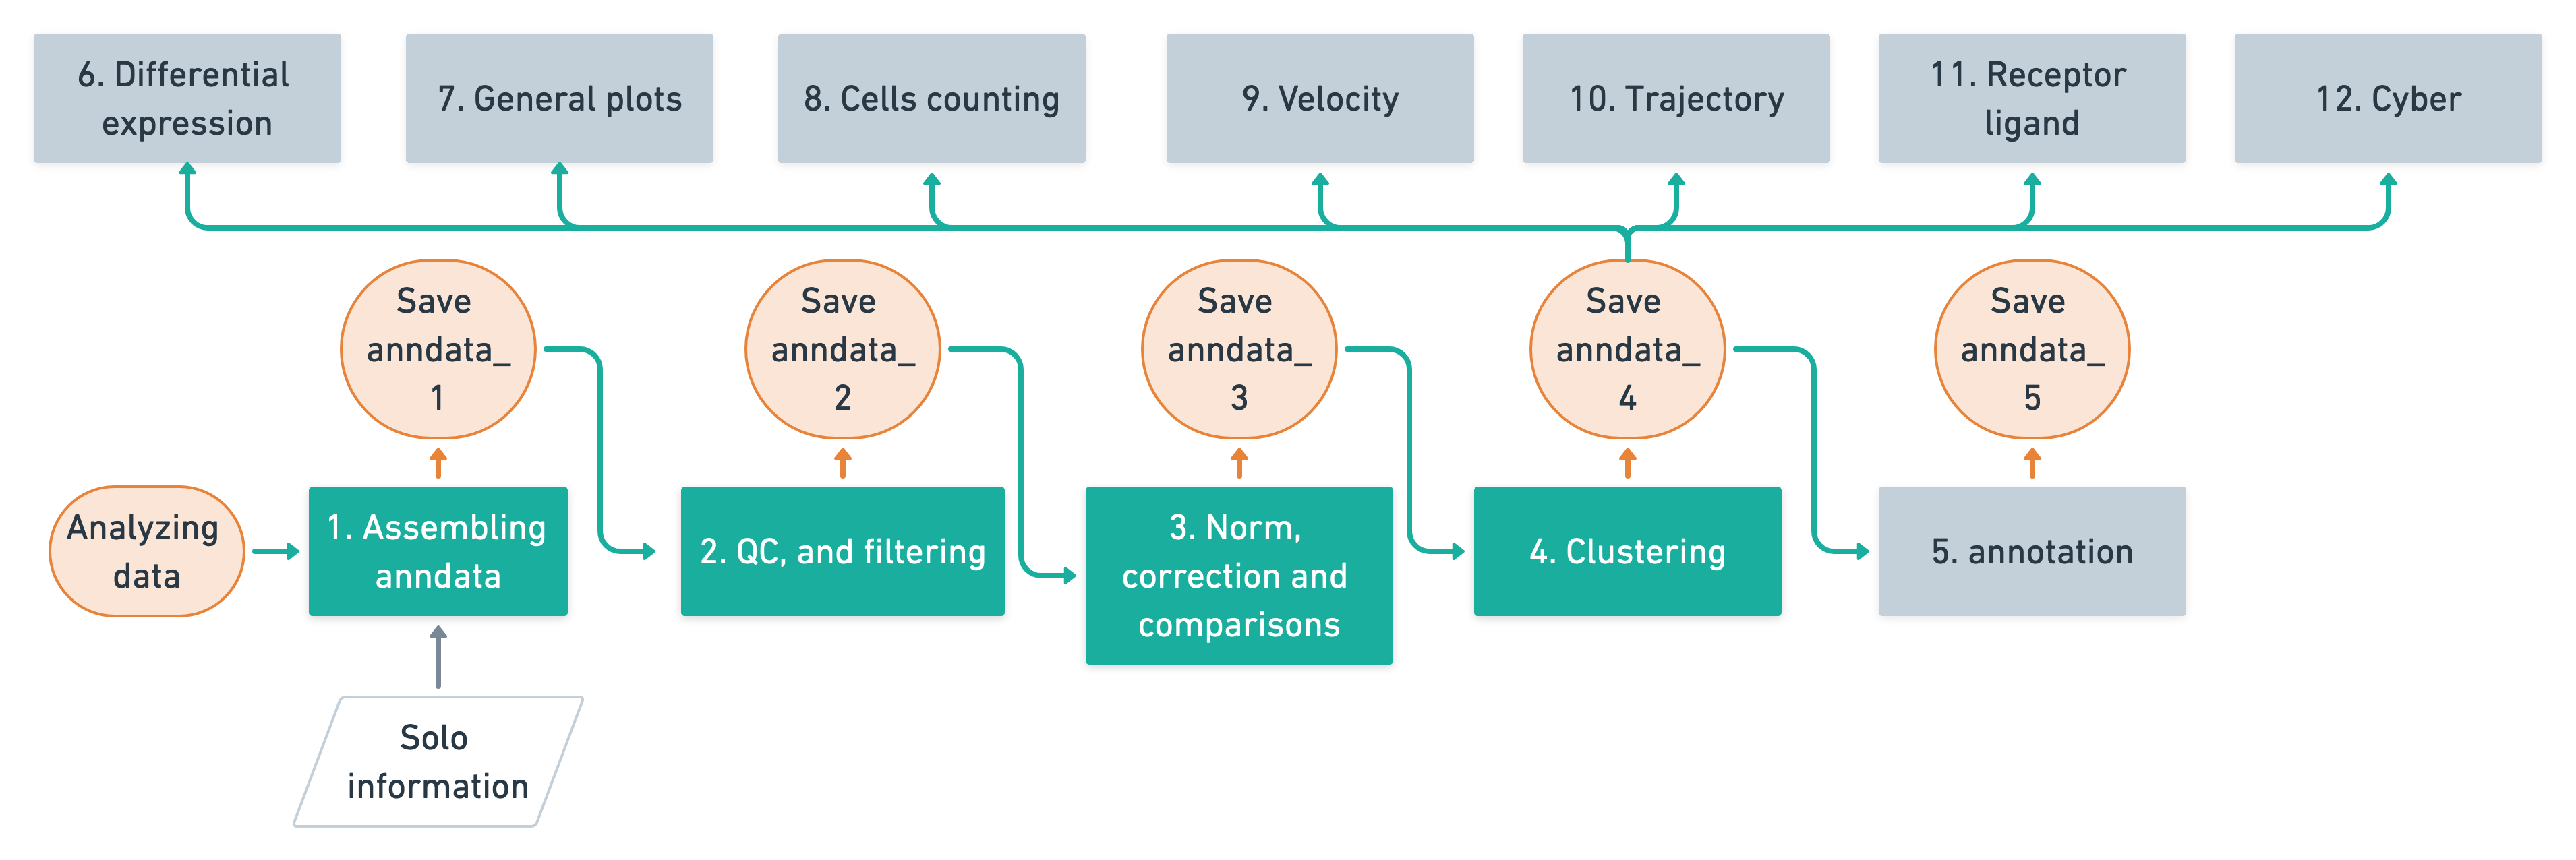 6. Differential
expression
7. General plots
8. Cells counting
9. Velocity
10. Trajectory
11. Receptor
ligand
12. Cyber
Save
anndata_
1
Save
anndata_
2
Save
anndata_
3
Save
anndata_
4
Save
anndata_
5
Analyzing
data
1. Assembling
anndata
2. QC, and filtering
3. Norm,
correction and
comparisons
4. Clustering
5. annotation
Solo
information